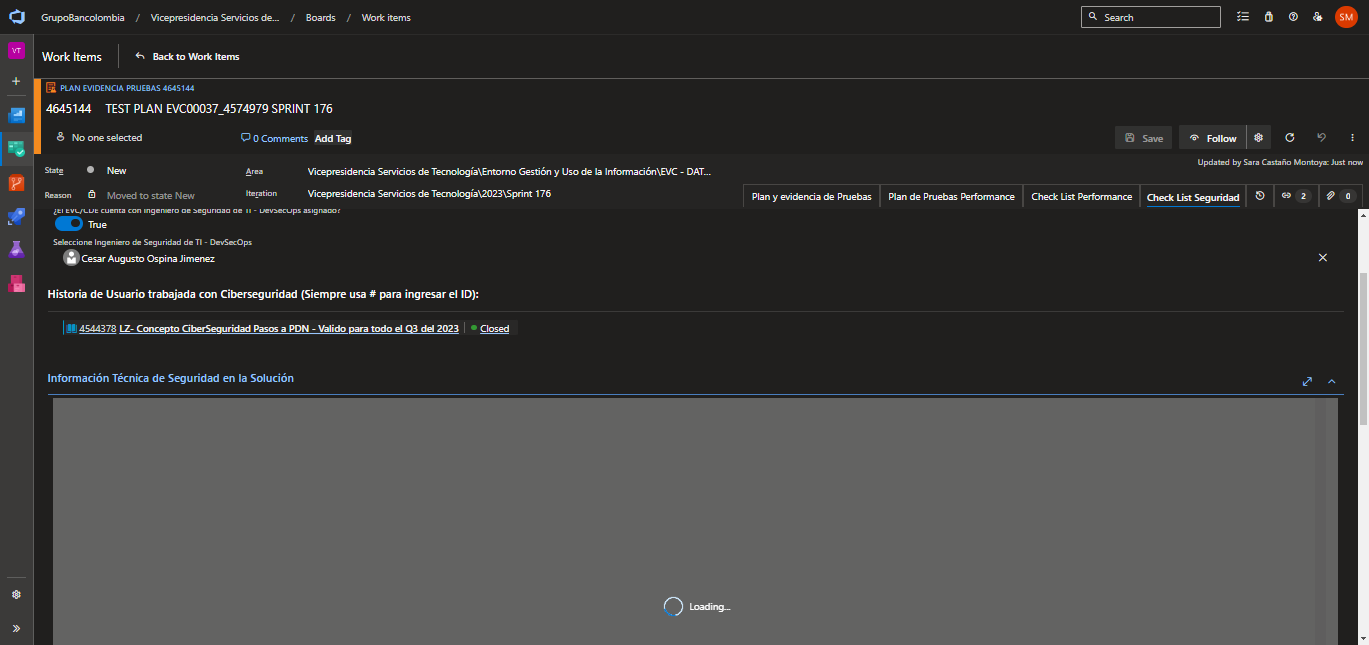 GrupoBancolombia / Vicepresidencia Servicios de... / Boards / Work items
Search
SM
VT
Work Items
Back to Work Items
PLAN EVIDENCIA PRUEBAS 4645144
4645144 TEST PLAN EVC00037_4574979 SPRINT 176
No one selected
0 Comments
Add Tag
Save
Follow
Updated by Sara Castaño Montoya: Just now
State New
Area Vicepresidencia Servicios de Tecnología\Entorno Gestión y Uso de la Información\EVC - DAT...
Reason Moved to state New
Iteration Vicepresidencia Servicios de Tecnología\2023\Sprint 176
Plan y evidencia de Pruebas
Plan de Pruebas Performance
Check List Performance
Check List Seguridad
2
0
¿El EVC/CDE cuenta con Ingeniero de Seguridad de TI - DevSecOps asignado?
True
Seleccione Ingeniero de Seguridad de TI - DevSecOps
Cesar Augusto Ospina Jimenez
Historia de Usuario trabajada con Ciberseguridad (Siempre usa # para ingresar el ID):
4544378 LZ- Concepto CiberSeguridad Pasos a PDN - Valido para todo el Q3 del 2023 Closed
Información Técnica de Seguridad en la Solución
Loading...